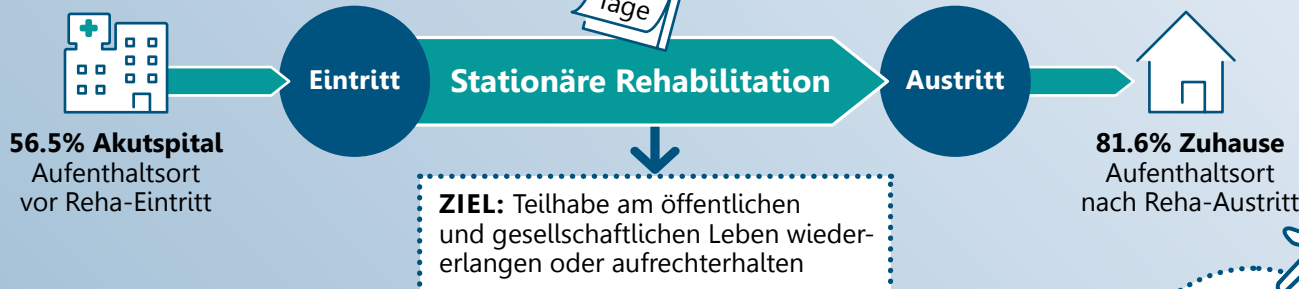 Tage
Eintritt
Stationäre Rehabilitation
Austritt
56.5% Akutspital
Aufenthaltsort
vor Reha-Eintritt
81.6% Zuhause
Aufenthaltsort
nach Reha-Austritt
ZIEL: Teilhabe am öffentlichen
und gesellschaftlichen Leben wieder-
erlangen oder aufrechterhalten